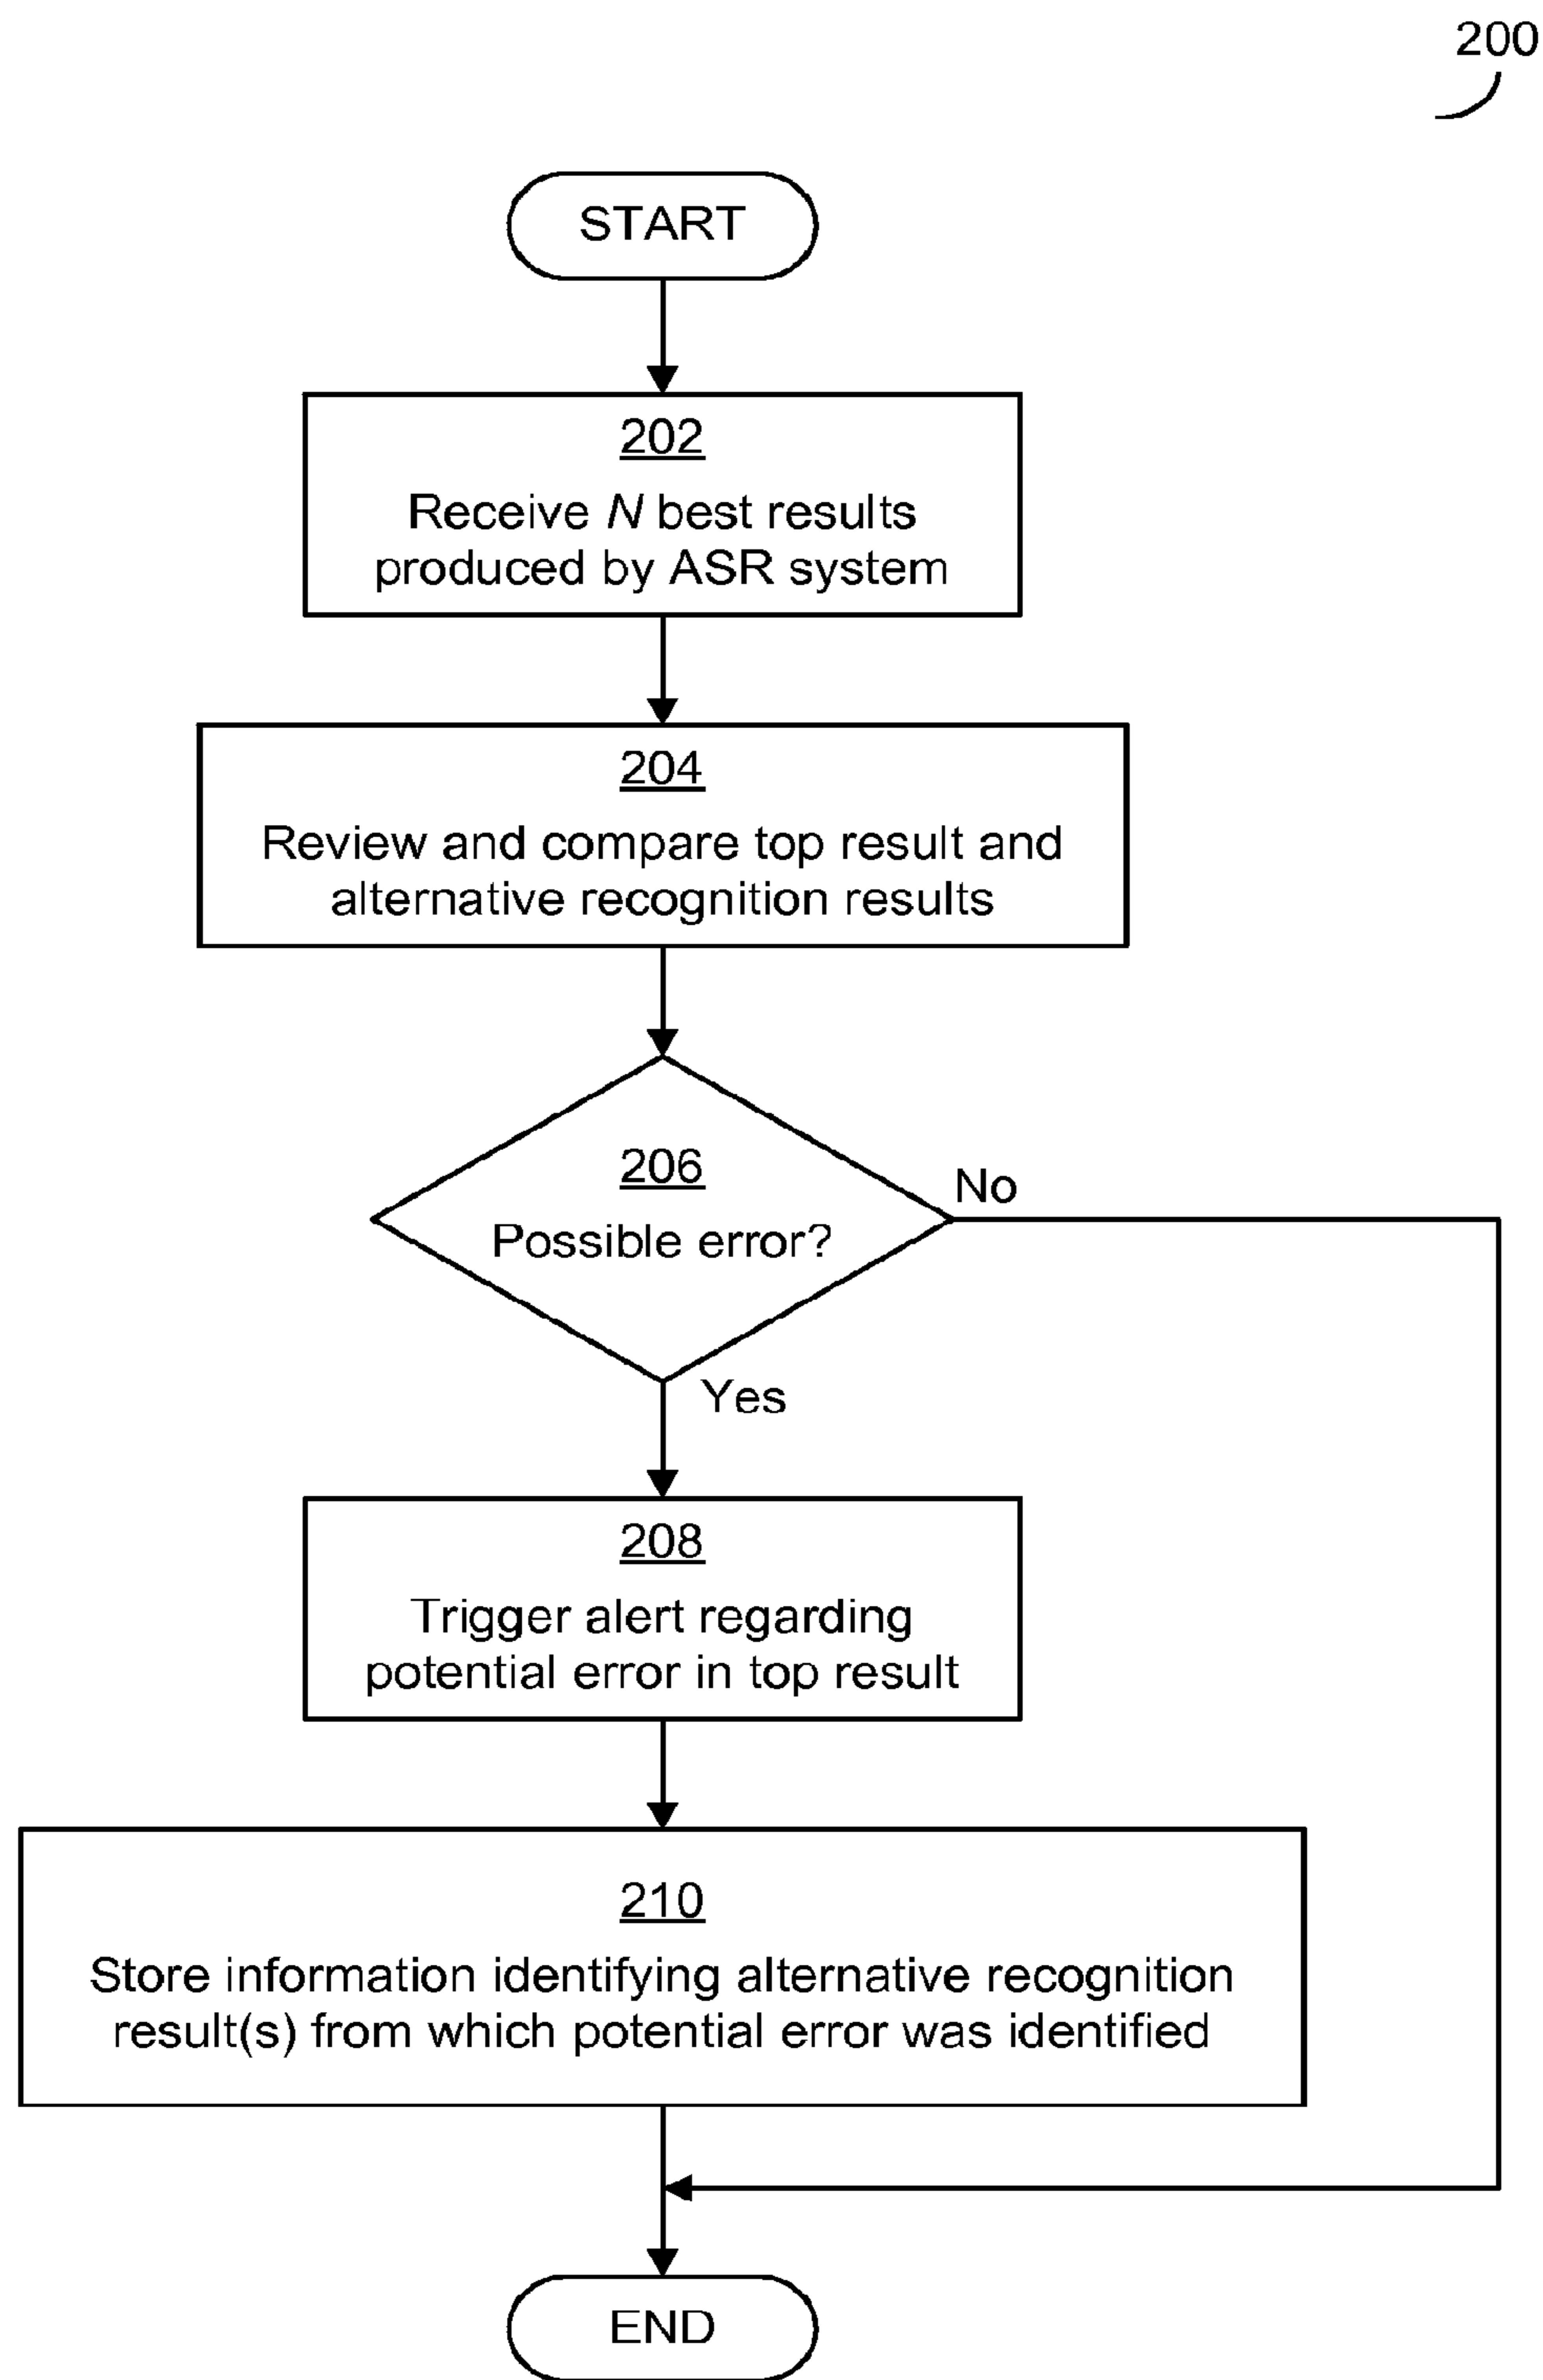 200
START
202
Receive N best results
produced by ASR system
204
Review and compare top result and
alternative recognition results
206
Possible error?
No
Yes
208
Trigger alert regarding
potential error in top result
210
Store information identifying alternative recognition
result(s) from which potential error was identified
END